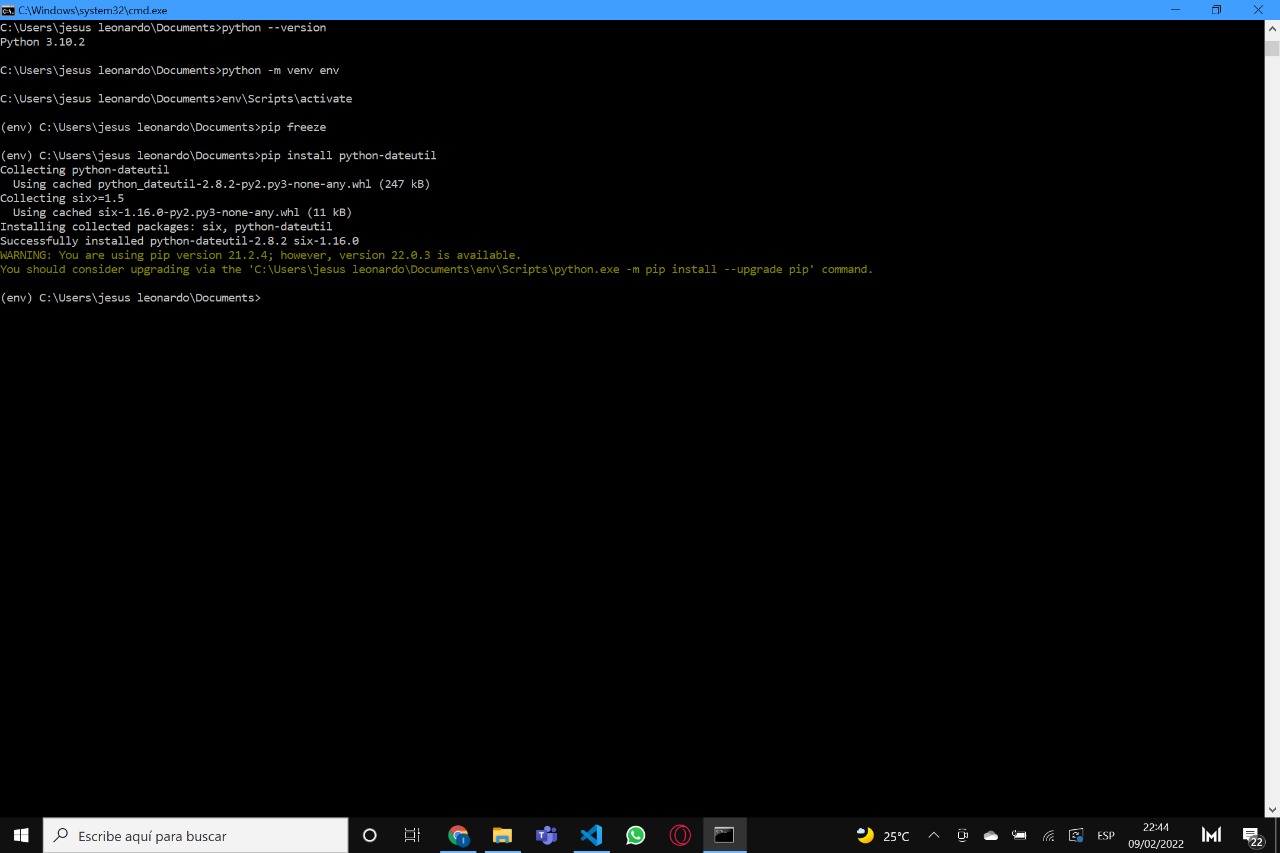 C:\Windows\system32\cmd.exe
C:\Users\jesus leonardo\Documents>python --version
Python 3.10.2
C:\Users\jesus leonardo\Documents>python -m venv env
C:\Users\jesus leonardo\Documents>env\Scripts\activate
(env) C:\Users\jesus leonardo\Documents>pip freeze
(env) C:\Users\jesus leonardo\Documents>pip install python-dateutil
Collecting python-dateutil
  Using cached python_dateutil-2.8.2-py2.py3-none-any.whl (247 kB)
Collecting six>=1.5
  Using cached six-1.16.0-py2.py3-none-any.whl (11 kB)
Installing collected packages: six, python-dateutil
Successfully installed python-dateutil-2.8.2 six-1.16.0
WARNING: You are using pip version 21.2.4; however, version 22.0.3 is available.
You should consider upgrading via the 'C:\Users\jesus leonardo\Documents\env\Scripts\python.exe -m pip install --upgrade pip' command.
(env) C:\Users\jesus leonardo\Documents>
Escribe aquí para buscar
25°C
ESP
22:44
09/02/2022
22